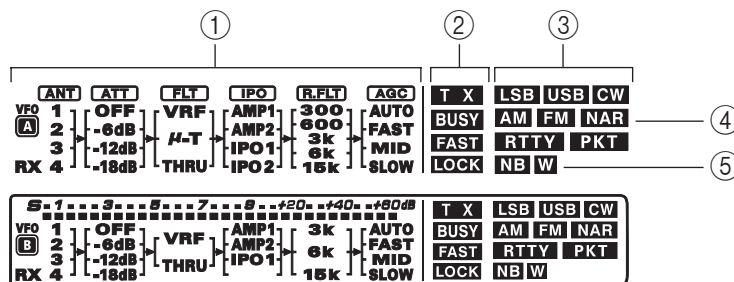 ① ② ③
ANT ATT FLT IPO R.FLT AGC T X LSB USB CW
VFO 1 OFF VRF AMP1 300 AUTO
A 2 -6dB μ-T AMP2 600 FAST BUSY AM FM NAR ④
3 -12dB IPO1 3k MID FAST RTTY PKT
6k
RX 4 -18dB THRU IPO2 15k SLOW LOCK NB W ⑤
S 1 3 5 7 9 +20 +40 +60dB T X LSB USB CW
VFO 1 OFF VRF AMP1 3k AUTO
B 2 -6dB AMP2 6k FAST BUSY AM FM NAR
3 -12dB THRU IPO1 MID FAST RTTY PKT
RX 4 -18dB 15k SLOW LOCK NB W